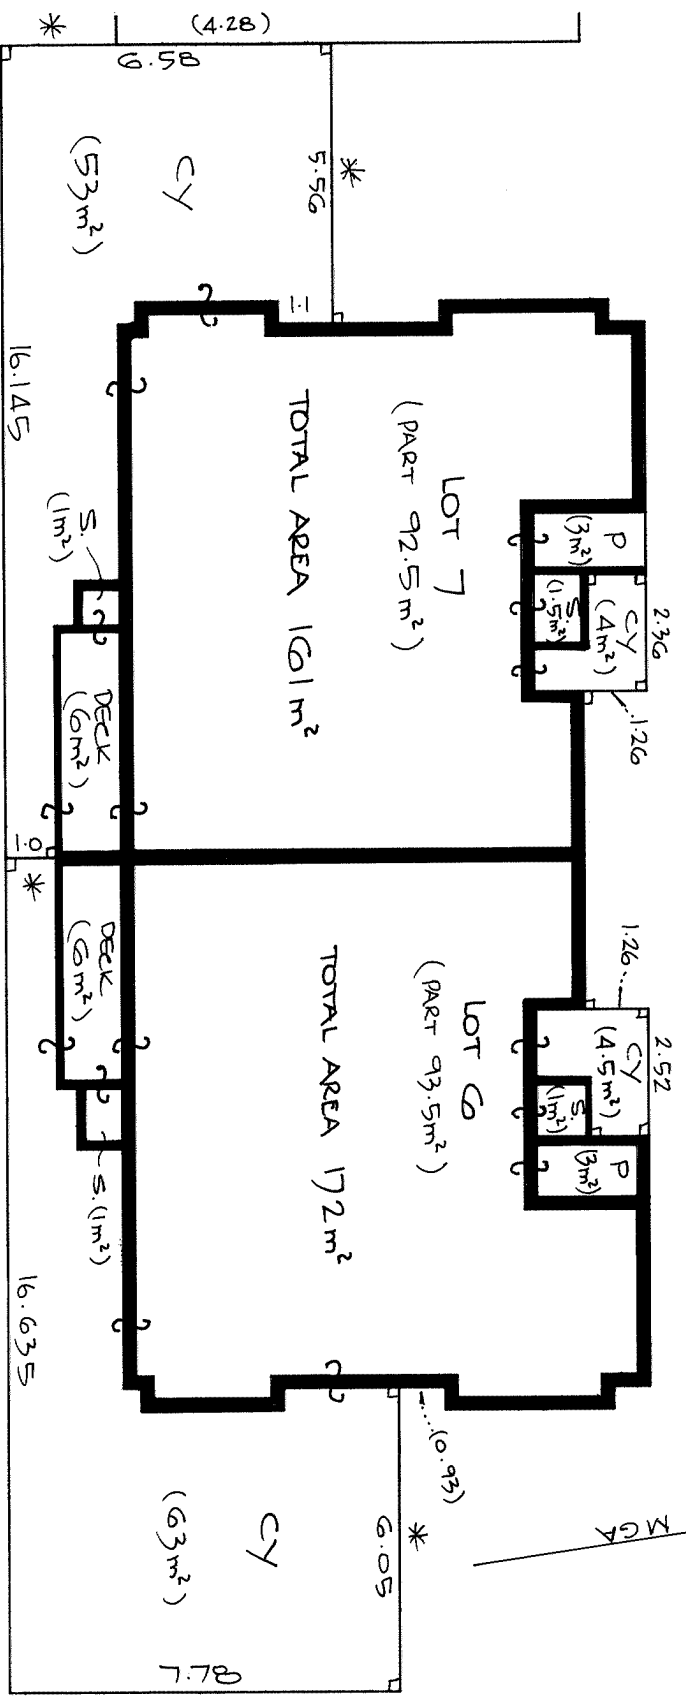 *
(4.28)
6.58
5.56
*
CY
(53m²)
1.1
16.145
LOT 7
(PART 92.5m²)
TOTAL AREA 161m²
P
(3m²)
S.
(1.5m²)
CY
(4m²)
2.36
1.26
S.
(1m²)
DECK
(6m²)
1.0
*
DECK
(6m²)
S.(1m²)
LOT 6
(PART 93.5m²)
TOTAL AREA 172m²
1.26
CY
(4.5m²)
2.52
S.
(1m²)
P
(3m²)
16.635
(0.93)
*
6.05
CY
(63m²)
7.78
MGA